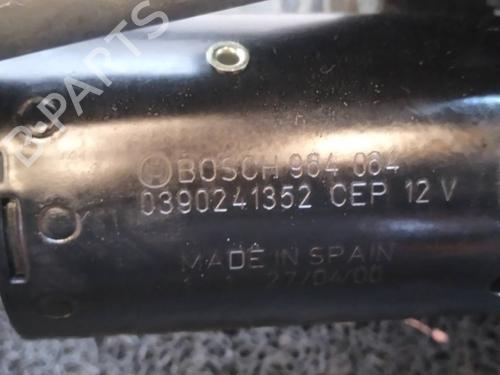 B-PARTS
BOSCH 964 064
0390241352 CEP 12 V
MADE IN SPAIN
27/04/00